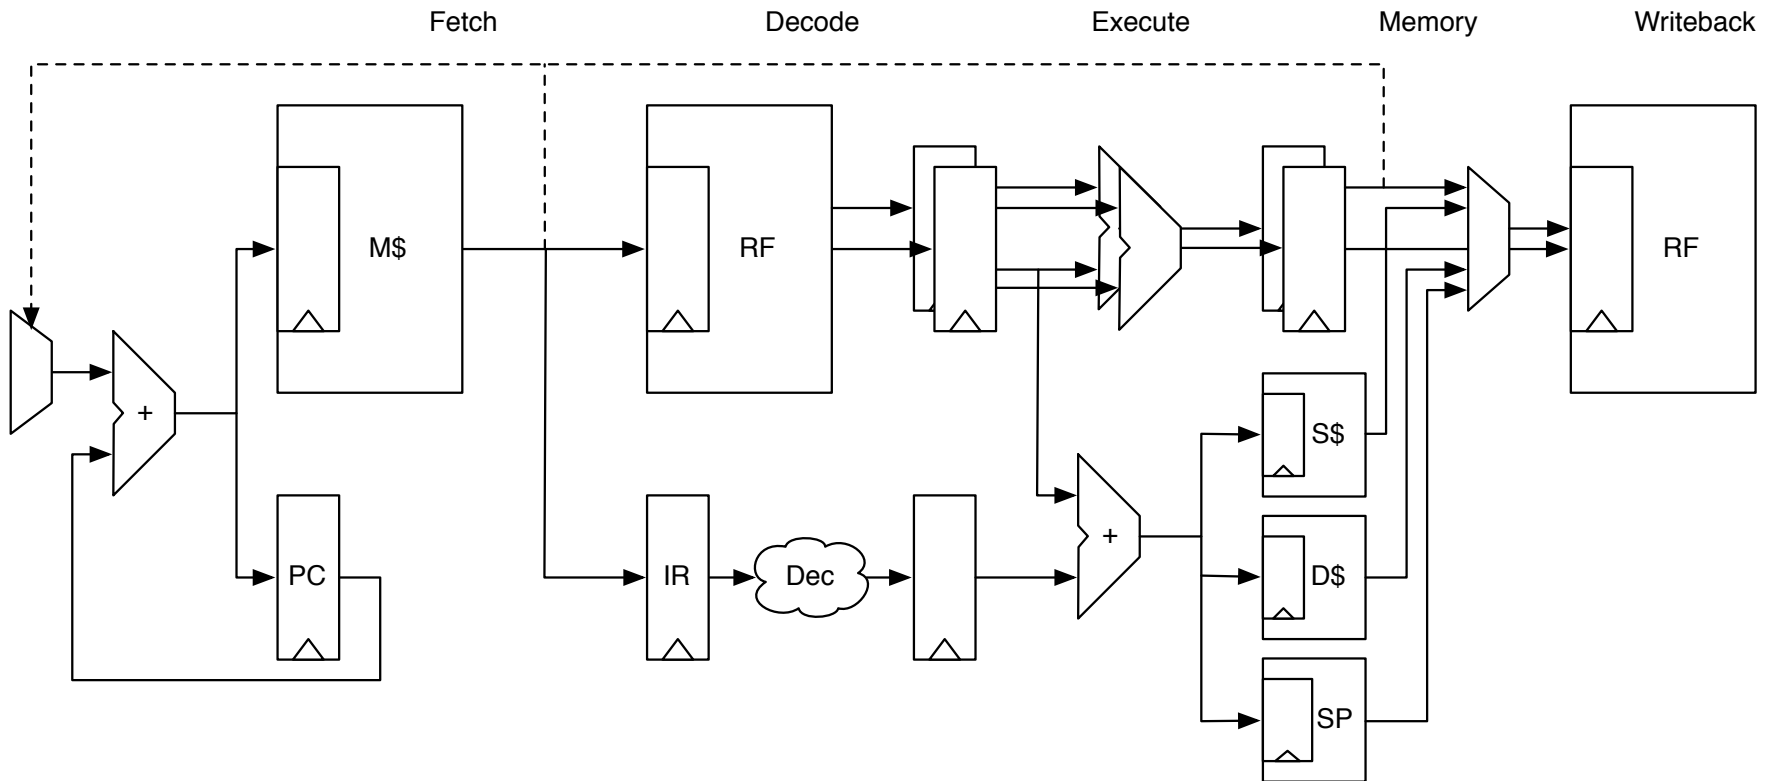 Fetch Decode Execute Memory Writeback
M$ RF RF
+
S$
+
PC IR Dec D$
SP